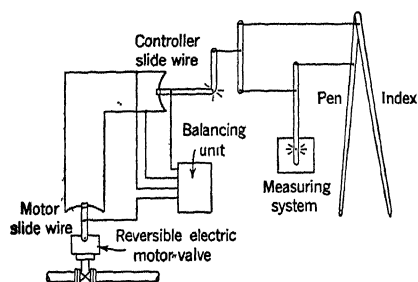 Controller
slide wire
Pen
Index
Balancing
unit
Measuring
system
Motor
slide wire
Reversible electric
motor-valve